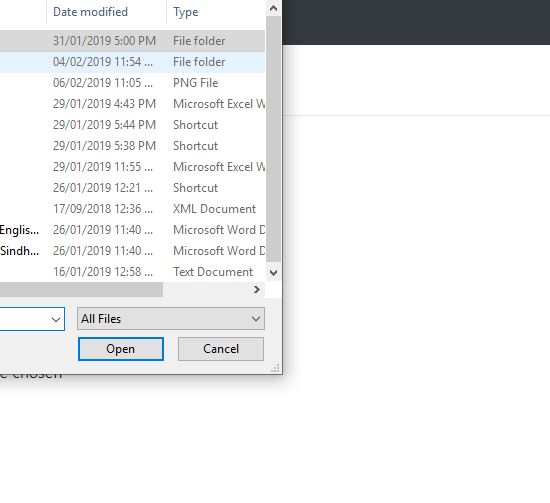 Date modified Type
31/01/2019 5:00 PM File folder
04/02/2019 11:54 ... File folder
06/02/2019 11:05 ... PNG File
29/01/2019 4:43 PM Microsoft Excel W
29/01/2019 5:44 PM Shortcut
29/01/2019 5:38 PM Shortcut
29/01/2019 11:55 ... Microsoft Excel W
26/01/2019 12:21 ... Shortcut
17/09/2018 12:36 ... XML Document
Englis... 26/01/2019 11:40 ... Microsoft Word D
Sindh... 26/01/2019 11:40 ... Microsoft Word D
16/01/2019 12:58 ... Text Document
All Files
Open Cancel
e chosen